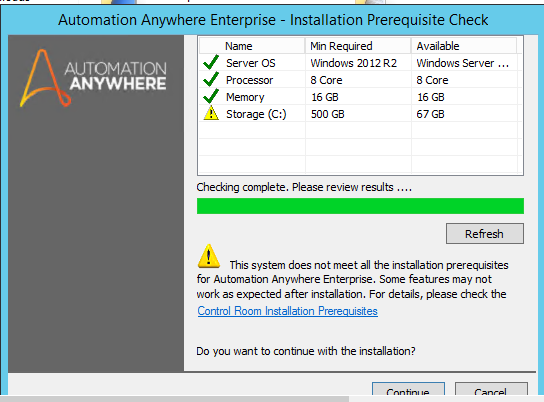 Automation Anywhere Enterprise - Installation Prerequisite Check
AUTOMATION
ANYWHERE
Name Min Required Available
Server OS Windows 2012 R2 Windows Server ...
Processor 8 Core 8 Core
Memory 16 GB 16 GB
Storage (C:) 500 GB 67 GB
Checking complete. Please review results ....
Refresh
This system does not meet all the installation prerequisites
for Automation Anywhere Enterprise. Some features may not
work as expected after installation. For details, please check the
Control Room Installation Prerequisites
Do you want to continue with the installation?
Continue Cancel